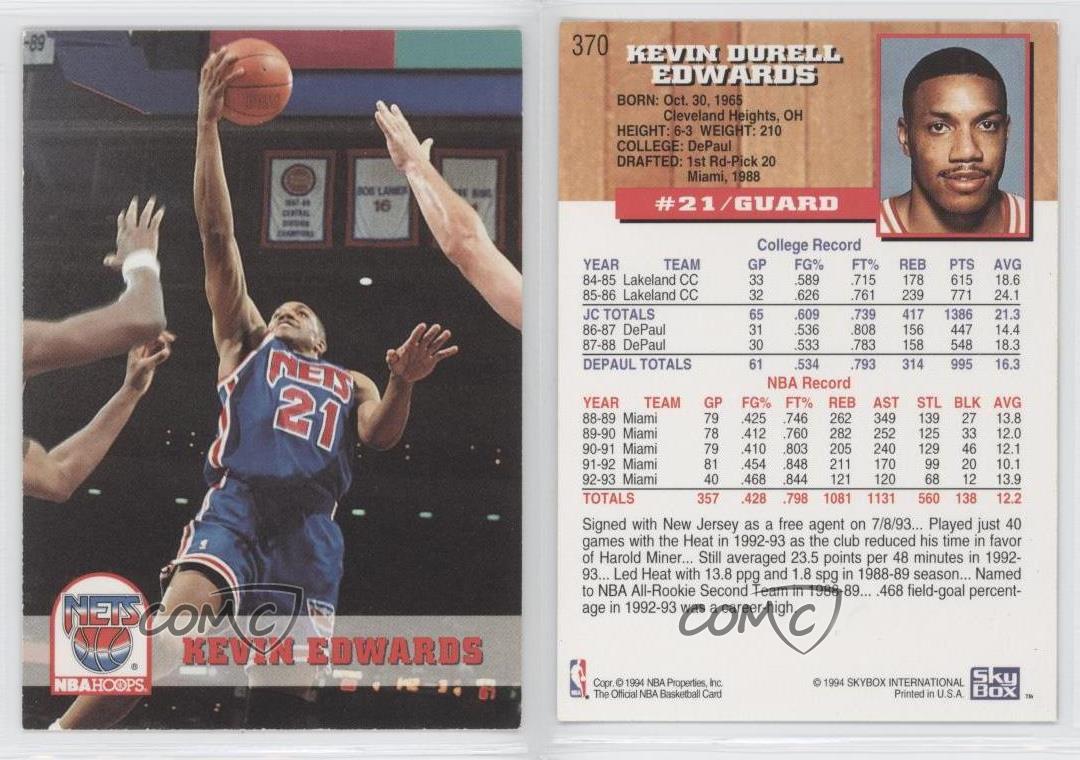 -89
1987-88
CENTRAL
DIVISION
CHAMPIONS
BOB LANIER
16
NETS
21
NETS
NBA HOOPS
KEVIN EDWARDS
COMC
370
KEVIN DURELL
EDWARDS
BORN: Oct. 30, 1965
Cleveland Heights, OH
HEIGHT: 6-3 WEIGHT: 210
COLLEGE: DePaul
DRAFTED: 1st Rd-Pick 20
Miami, 1988
#21/GUARD
College Record
YEAR TEAM GP FG% FT% REB PTS AVG
84-85 Lakeland CC 33 .589 .715 178 615 18.6
85-86 Lakeland CC 32 .626 .761 239 771 24.1
JC TOTALS 65 .609 .739 417 1386 21.3
86-87 DePaul 31 .536 .808 156 447 14.4
87-88 DePaul 30 .533 .783 158 548 18.3
DEPAUL TOTALS 61 .534 .793 314 995 16.3
NBA Record
YEAR TEAM GP FG% FT% REB AST STL BLK AVG
88-89 Miami 79 .425 .746 262 349 139 27 13.8
89-90 Miami 78 .412 .760 282 252 125 33 12.0
90-91 Miami 79 .410 .803 205 240 129 46 12.1
91-92 Miami 81 .454 .848 211 170 99 20 10.1
92-93 Miami 40 .468 .844 121 120 68 12 13.9
TOTALS 357 .428 .798 1081 1131 560 138 12.2
Signed with New Jersey as a free agent on 7/8/93... Played just 40
games with the Heat in 1992-93 as the club reduced his time in favor
of Harold Miner... Still averaged 23.5 points per 48 minutes in 1992-
93... Led Heat with 13.8 ppg and 1.8 spg in 1988-89 season... Named
to NBA All-Rookie Second Team in 1988-89... .468 field-goal percent-
age in 1992-93 was a career-high.
COMC
Copr. © 1994 NBA Properties, Inc.
The Official NBA Basketball Card
© 1994 SKYBOX INTERNATIONAL
Printed in U.S.A.
Sky
Box
TM